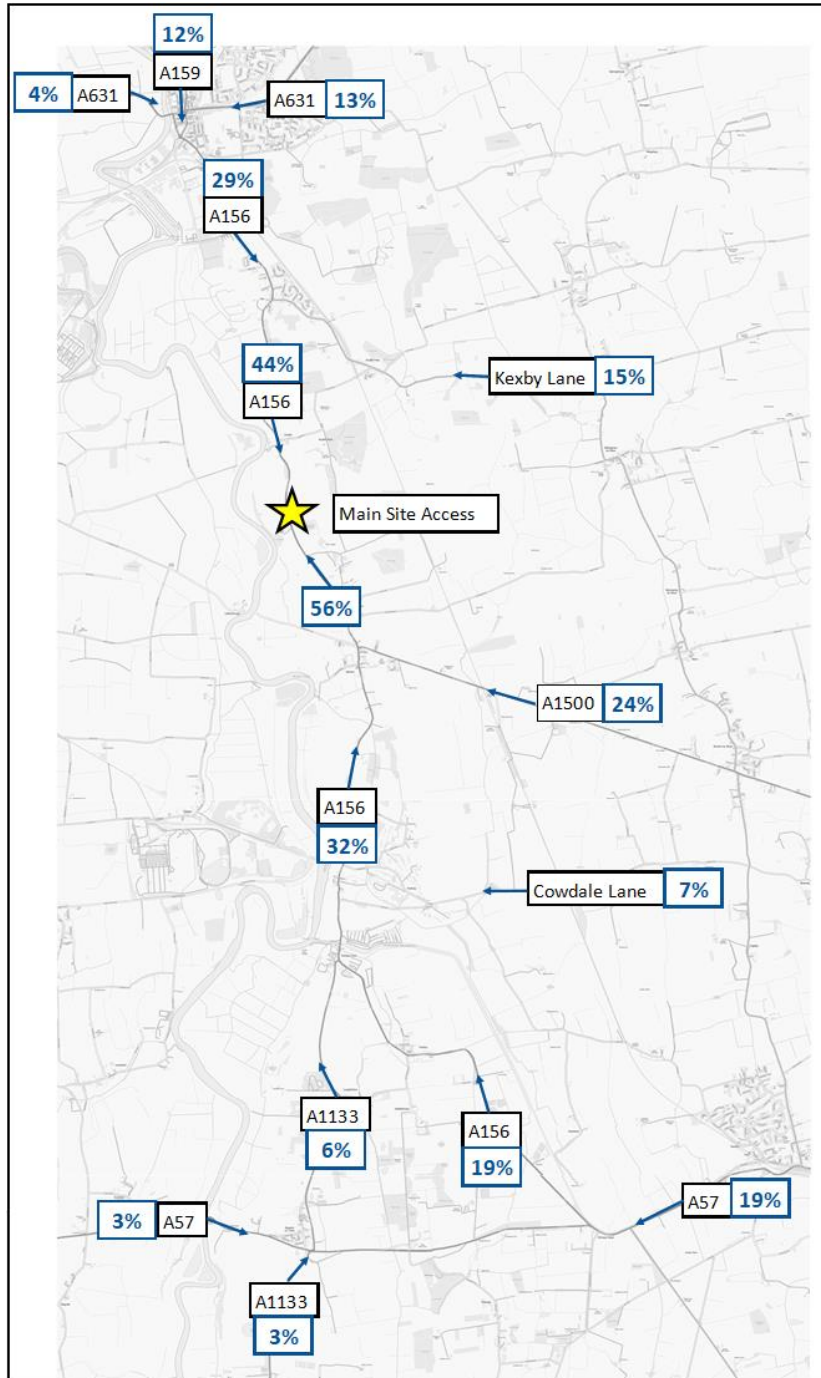 12%
A159
4% A631
A631 13%
29%
A156
44%
A156
Kexby Lane 15%
Main Site Access
56%
A1500 24%
A156
32%
Cowdale Lane 7%
A1133
6%
A156
19%
3% A57
A57 19%
A1133
3%